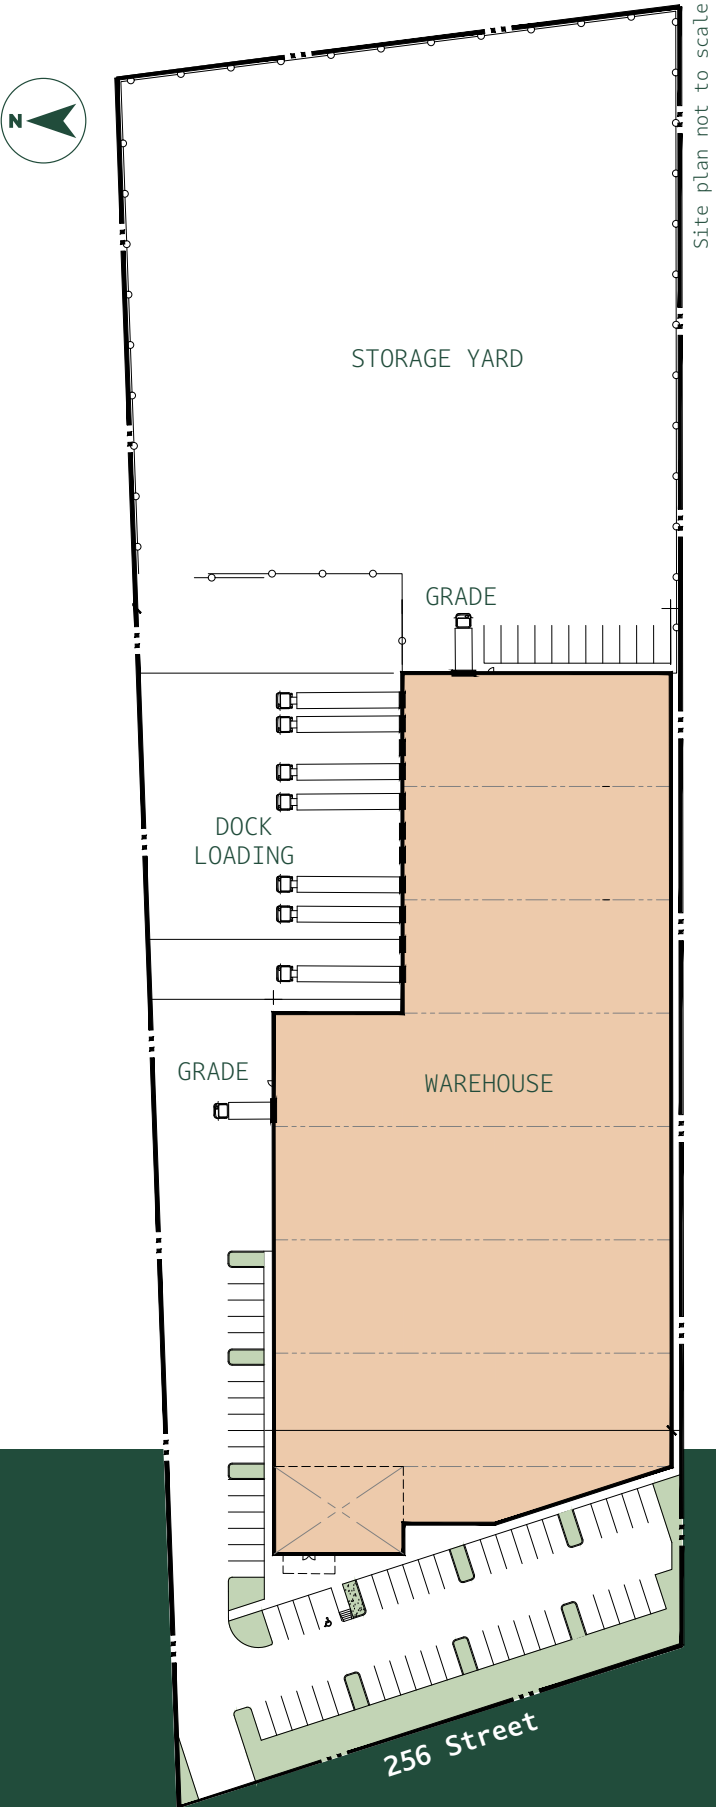 Site plan not to scale
N
STORAGE YARD
GRADE
DOCK
LOADING
GRADE
WAREHOUSE
256 Street